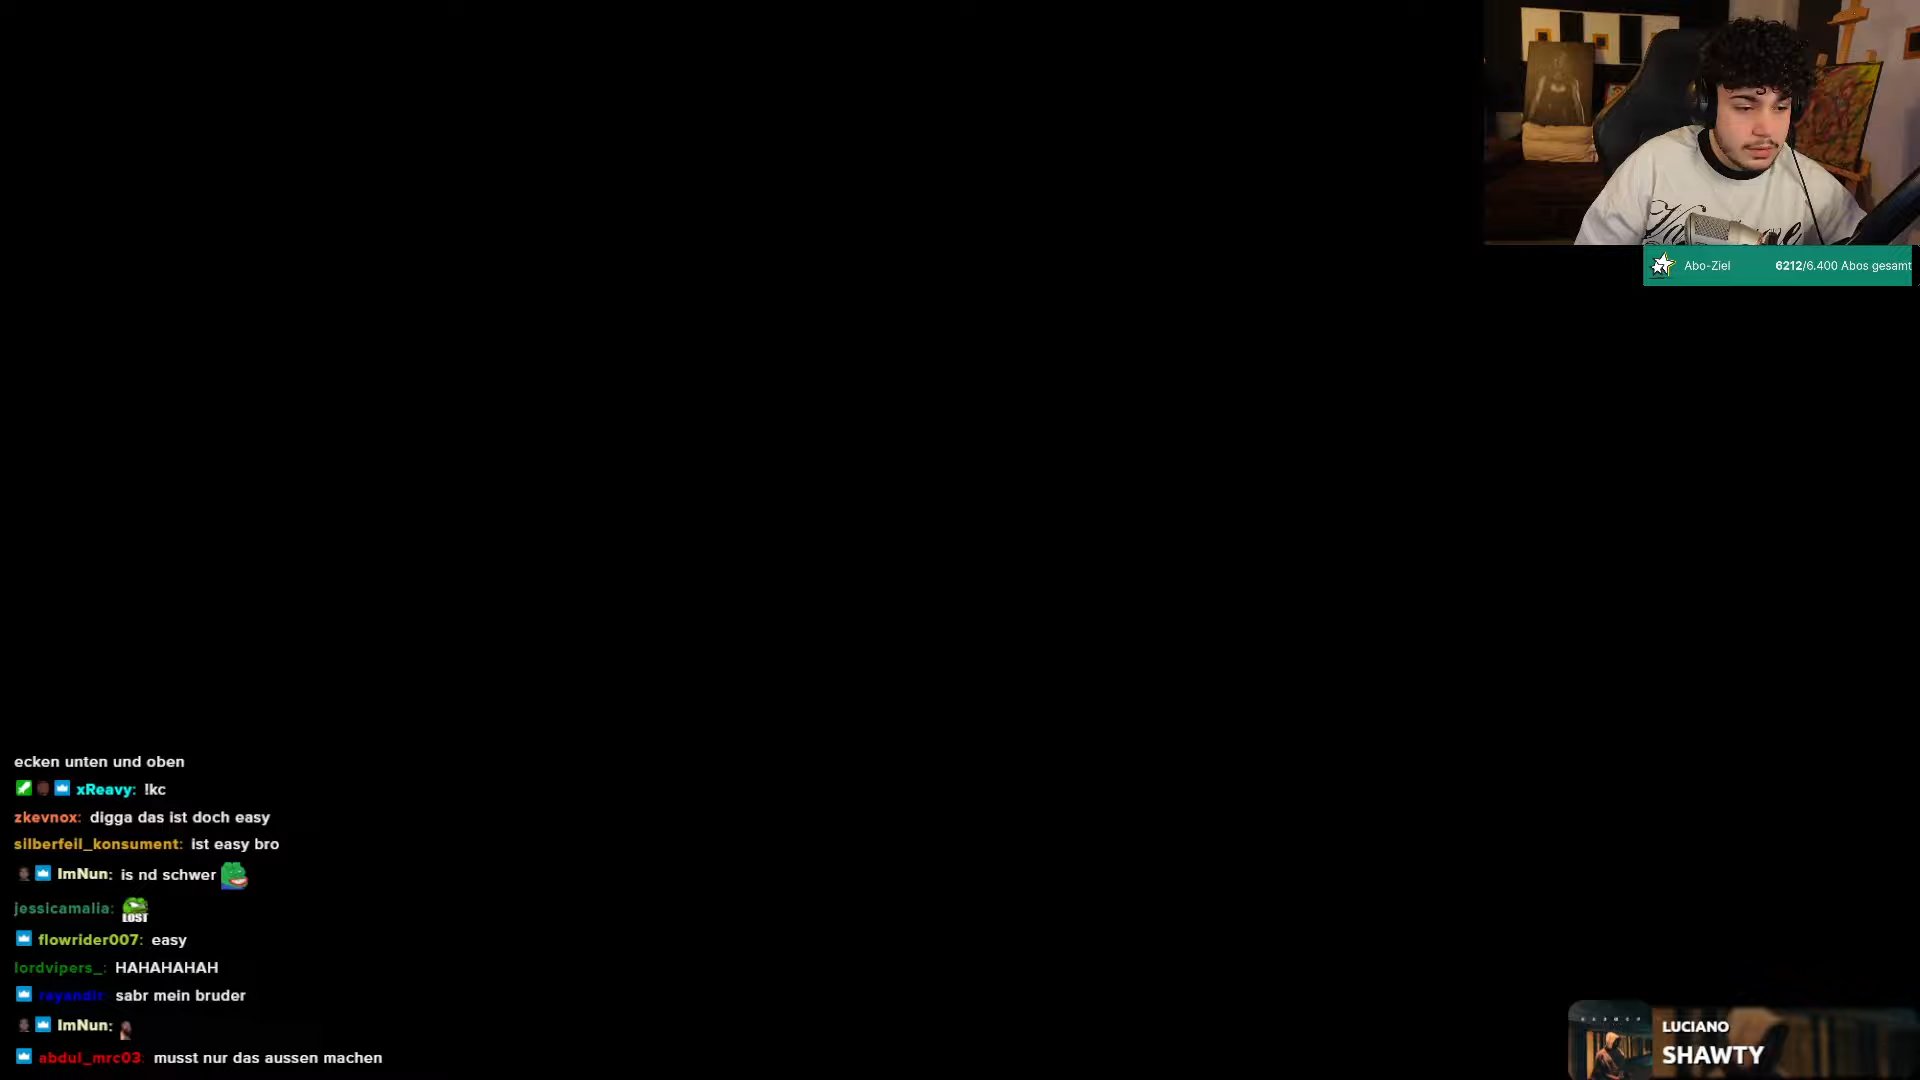 Abo-Ziel 6212/6.400 Abos gesamt
ecken unten und oben
xReavy: !kc
zkevnox: digga das ist doch easy
silberfeil_konsument: ist easy bro
ImNun: is nd schwer
jessicamalia: LOST
flowrider007: easy
lordvipers_: HAHAHAHAH
rayandir: sabr mein bruder
ImNun:
abdul_mrc03: musst nur das aussen machen
LUCIANO
SHAWTY